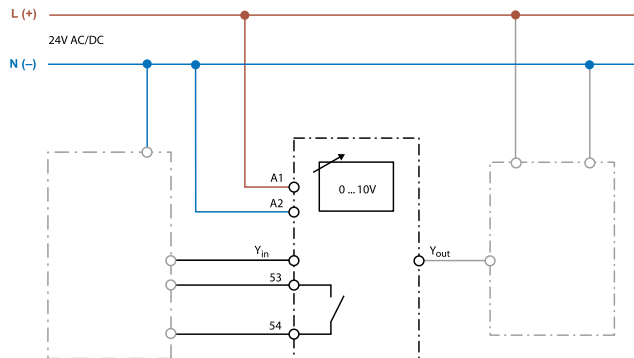 L (+)
24V AC/DC
N (–)
A1
0 ... 10V
A2
Yin
Yout
53
54